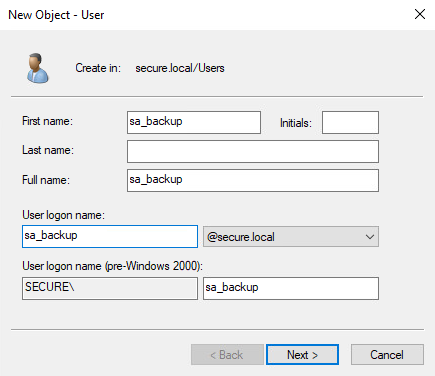 New Object - User
Create in: secure.local/Users
First name: sa_backup Initials:
Last name:
Full name: sa_backup
User logon name:
sa_backup @secure.local
User logon name (pre-Windows 2000):
SECURE\ sa_backup
< Back Next > Cancel